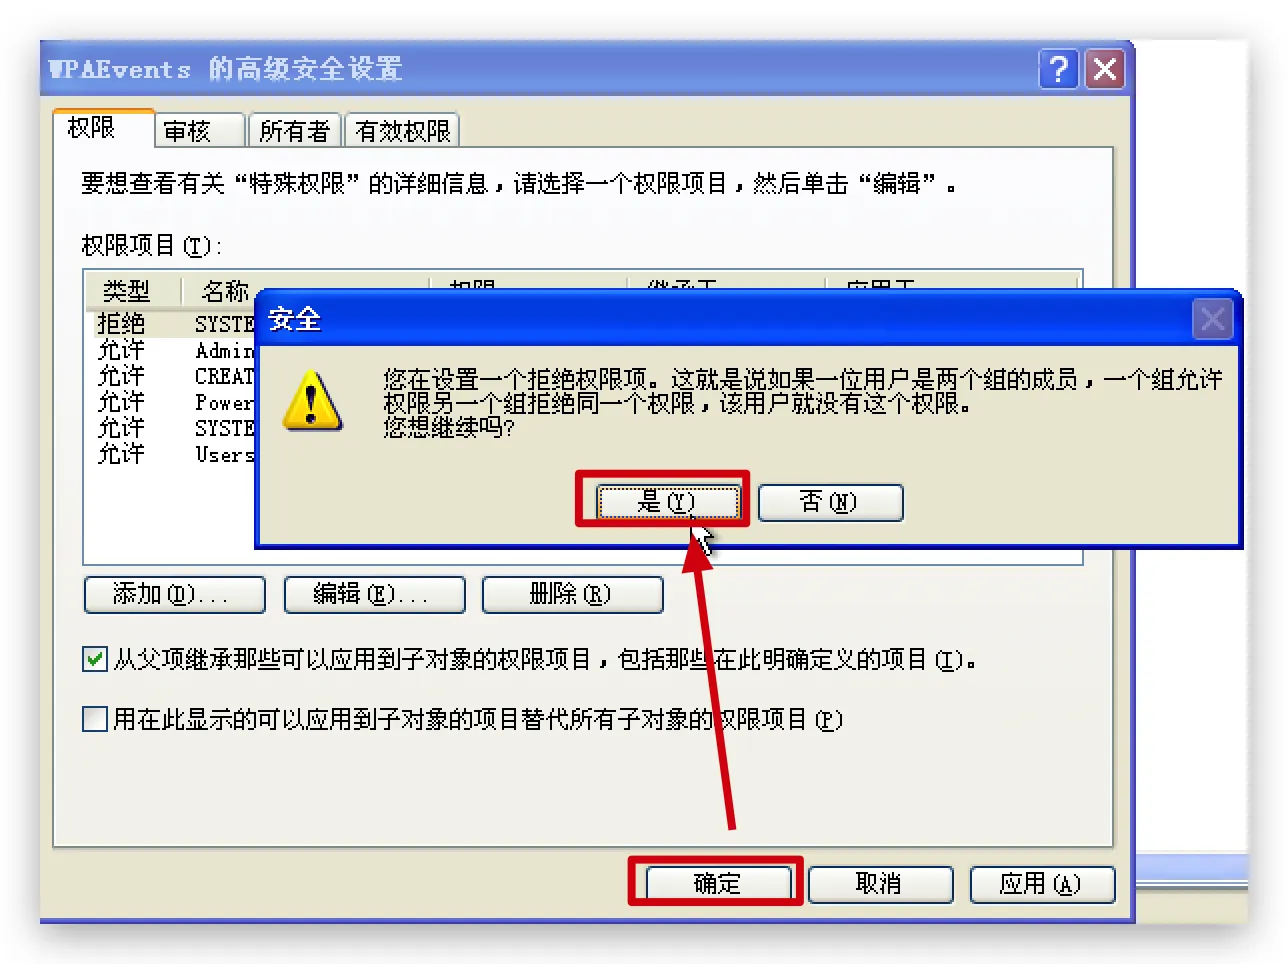 WPAEvents 的高级安全设置
权限
审核
所有者
有效权限
要想查看有关“特殊权限”的详细信息，请选择一个权限项目，然后单击“编辑”。
权限项目(T):
类型
名称
权限
继承于
应用于
拒绝 SYSTE
允许 Admin
允许 CREAT
允许 Power
允许 SYSTE
允许 Users
安全
您在设置一个拒绝权限项。这就是说如果一位用户是两个组的成员，一个组允许
权限另一个组拒绝同一个权限，该用户就没有这个权限。
您想继续吗?
是(Y)
否(N)
添加(D)...
编辑(E)...
删除(R)
从父项继承那些可以应用到子对象的权限项目，包括那些在此明确定义的项目(I)。
用在此显示的可以应用到子对象的项目替代所有子对象的权限项目(P)
确定
取消
应用(A)